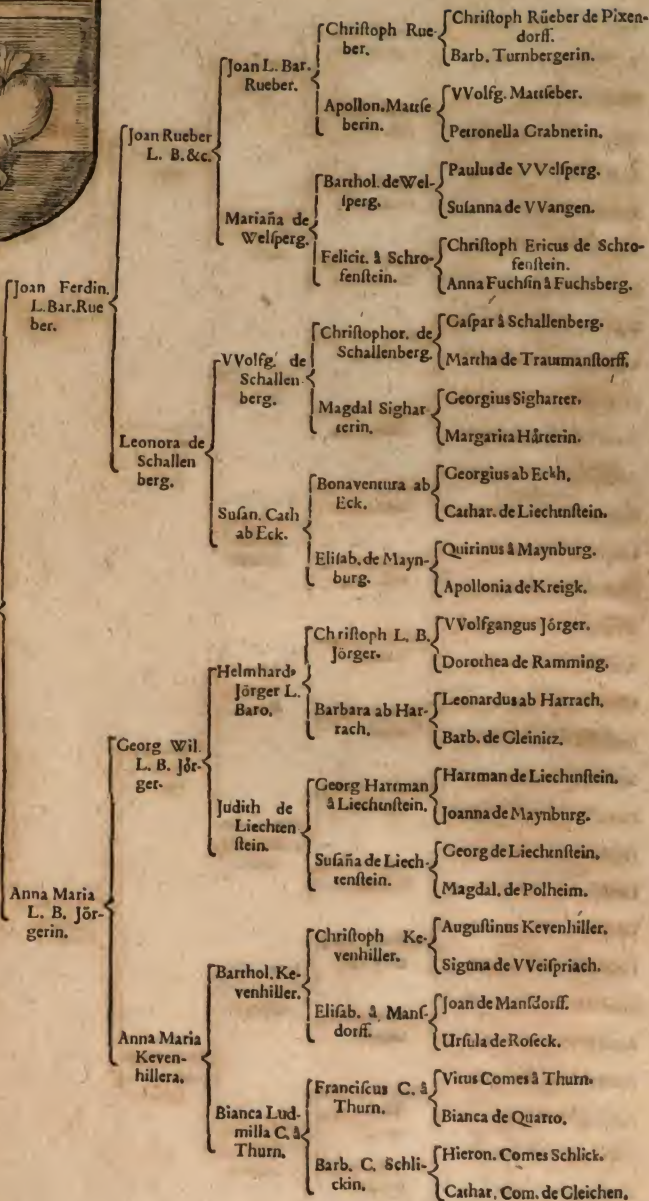 Joan Ferdin.
L. Bar. Rue
ber.
Anna Maria
L. B. Jör-
gerin.
Joan Rueber
L. B. &c.
Leonora de
Schallen
berg.
Georg Wil.
L. B. Jör-
ger.
Anna Maria
Keven-
hillera.
Joan L. Bar.
Rueber.
Mariana de
Welſperg.
VVolfg. de
Schallen
berg.
Suſan. Cath
ab Eck.
Helmhard
Jörger L.
Baro.
Judith de
Liechten
ſtein.
Barthol. Ke-
venhiller.
Bianca Lud-
milla C. à
Thurn.
Chriſtoph Rue-
ber.
Apollon. Mattſe
berin.
Barthol. de Wel-
ſperg.
Felicit. à Schro-
fenſtein.
Chriſtophor. de
Schallenberg.
Magdal Sighar
terin.
Bonaventura ab
Eck.
Eliſab. de Mayn-
burg.
Chriſtoph L. B.
Jörger.
Barbara ab Har-
rach.
Georg Hartman
à Liechtnſtein.
Suſaña de Liech-
tenſtein.
Chriſtoph Ke-
venhiller.
Eliſab. à Manſ-
dorff.
Franciſcus C. à
Thurn.
Barb. C. Schli-
ckin.
Chriſtoph Rüeber de Pixen-
dorff.
Barb. Turnbergerin.
VVolfg. Mattſeber.
Petronella Grabnerin.
Paulus de VVelſperg.
Suſanna de VVangen.
Chriſtoph Ericus de Schro-
fenſtein.
Anna Fuchſin à Fuchsberg.
Gaſpar à Schallenberg.
Martha de Trautmanſtorff.
Georgius Sigharter.
Margarita Härterin.
Georgius ab Eckh.
Cathar. de Liechtnſtein.
Quirinus à Maynburg.
Apollonia de Kreigk.
VVolfgangus Jörger.
Dorothea de Ramming.
Leonardus ab Harrach.
Barb. de Gleinitz.
Hartman de Liechtnſtein.
Joanna de Maynburg.
Georg de Liechtnſtein.
Magdal. de Polheim.
Auguſtinus Kevenhiller.
Siguna de VVeiſpriach.
Joan de Manſdorff.
Urſula de Roſeck.
Vitus Comes à Thurn.
Bianca de Quarto.
Hieron. Comes Schlick.
Cathar. Com. de Gleichen.